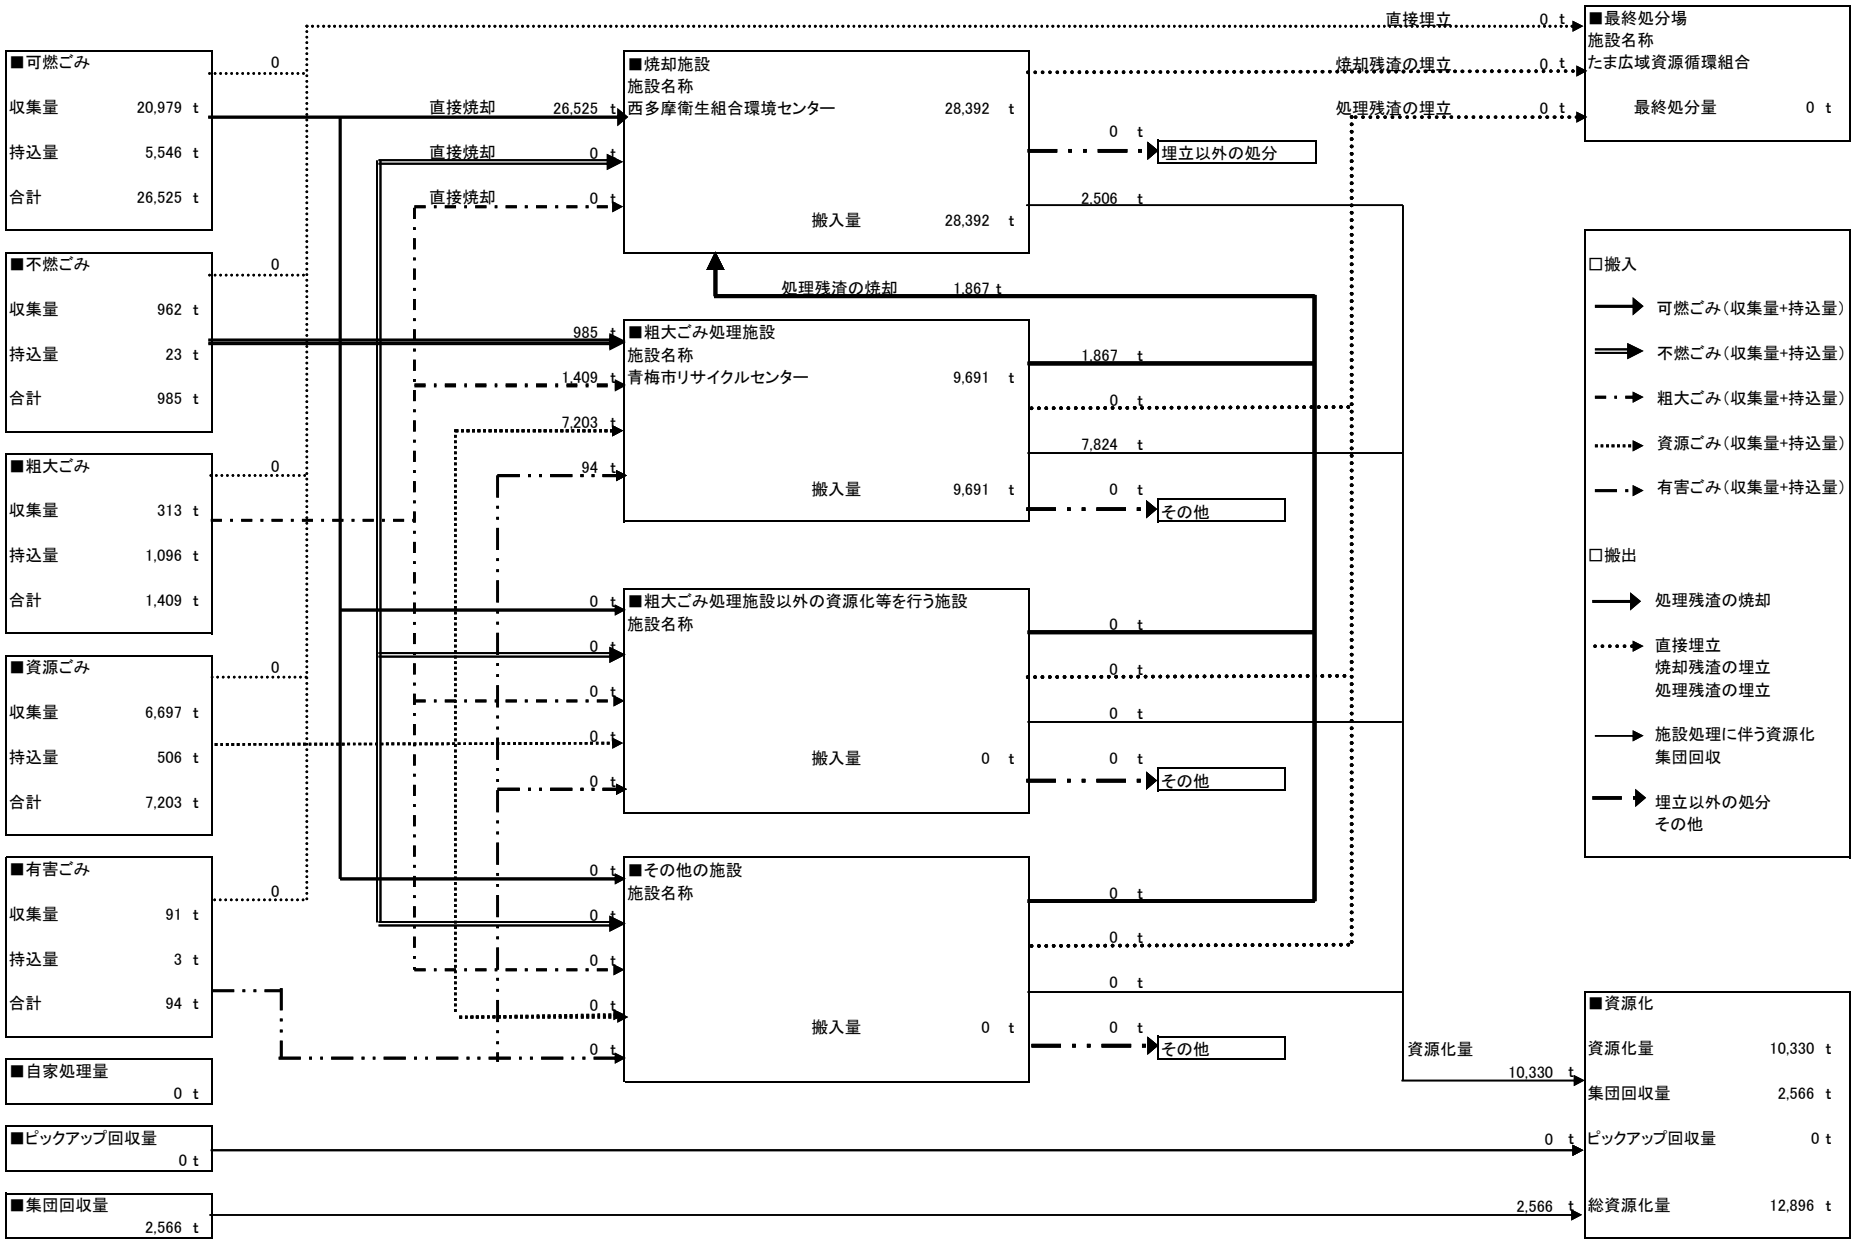 ■可燃ごみ
収集量 20,979 t
持込量 5,546 t
合計 26,525 t
0
■不燃ごみ
収集量 962 t
持込量 23 t
合計 985 t
0
■粗大ごみ
収集量 313 t
持込量 1,096 t
合計 1,409 t
0
■資源ごみ
収集量 6,697 t
持込量 506 t
合計 7,203 t
0
■有害ごみ
収集量 91 t
持込量 3 t
合計 94 t
0
■自家処理量
0 t
■ピックアップ回収量
0 t
■集団回収量
2,566 t
直接焼却 26,525 t
直接焼却 0 t
直接焼却 0 t
■焼却施設
施設名称
西多摩衛生組合環境センター 28,392 t
搬入量 28,392 t
0 t
埋立以外の処分
2,506 t
処理残渣の焼却 1,867 t
985 t
1,409 t
7,203 t
94 t
■粗大ごみ処理施設
施設名称
青梅市リサイクルセンター 9,691 t
搬入量 9,691 t
1,867 t
0 t
7,824 t
0 t
その他
0 t
0 t
0 t
0 t
0 t
■粗大ごみ処理施設以外の資源化等を行う施設
施設名称
搬入量 0 t
0 t
0 t
0 t
0 t
その他
0 t
0 t
0 t
0 t
0 t
■その他の施設
施設名称
搬入量 0 t
0 t
0 t
0 t
0 t
その他
直接埋立 0 t
焼却残渣の埋立 0 t
処理残渣の埋立 0 t
■最終処分場
施設名称
たま広域資源循環組合
最終処分量 0 t
□搬入
可燃ごみ(収集量+持込量)
不燃ごみ(収集量+持込量)
粗大ごみ(収集量+持込量)
資源ごみ(収集量+持込量)
有害ごみ(収集量+持込量)
□搬出
処理残渣の焼却
直接埋立
焼却残渣の埋立
処理残渣の埋立
施設処理に伴う資源化
集団回収
埋立以外の処分
その他
資源化量
10,330 t
0 t
2,566 t
■資源化
資源化量 10,330 t
集団回収量 2,566 t
ピックアップ回収量 0 t
総資源化量 12,896 t